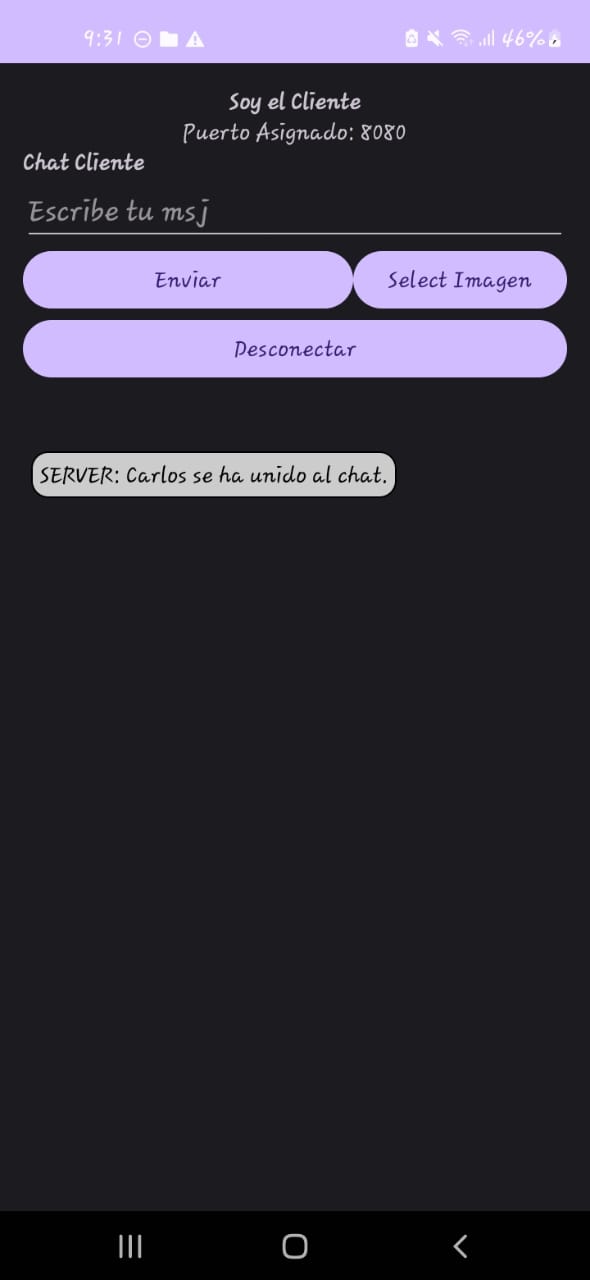 9:31 46%
Soy el Cliente
Puerto Asignado: 8080
Chat Cliente
Escribe tu msj
Enviar Select Imagen
Desconectar
SERVER: Carlos se ha unido al chat.